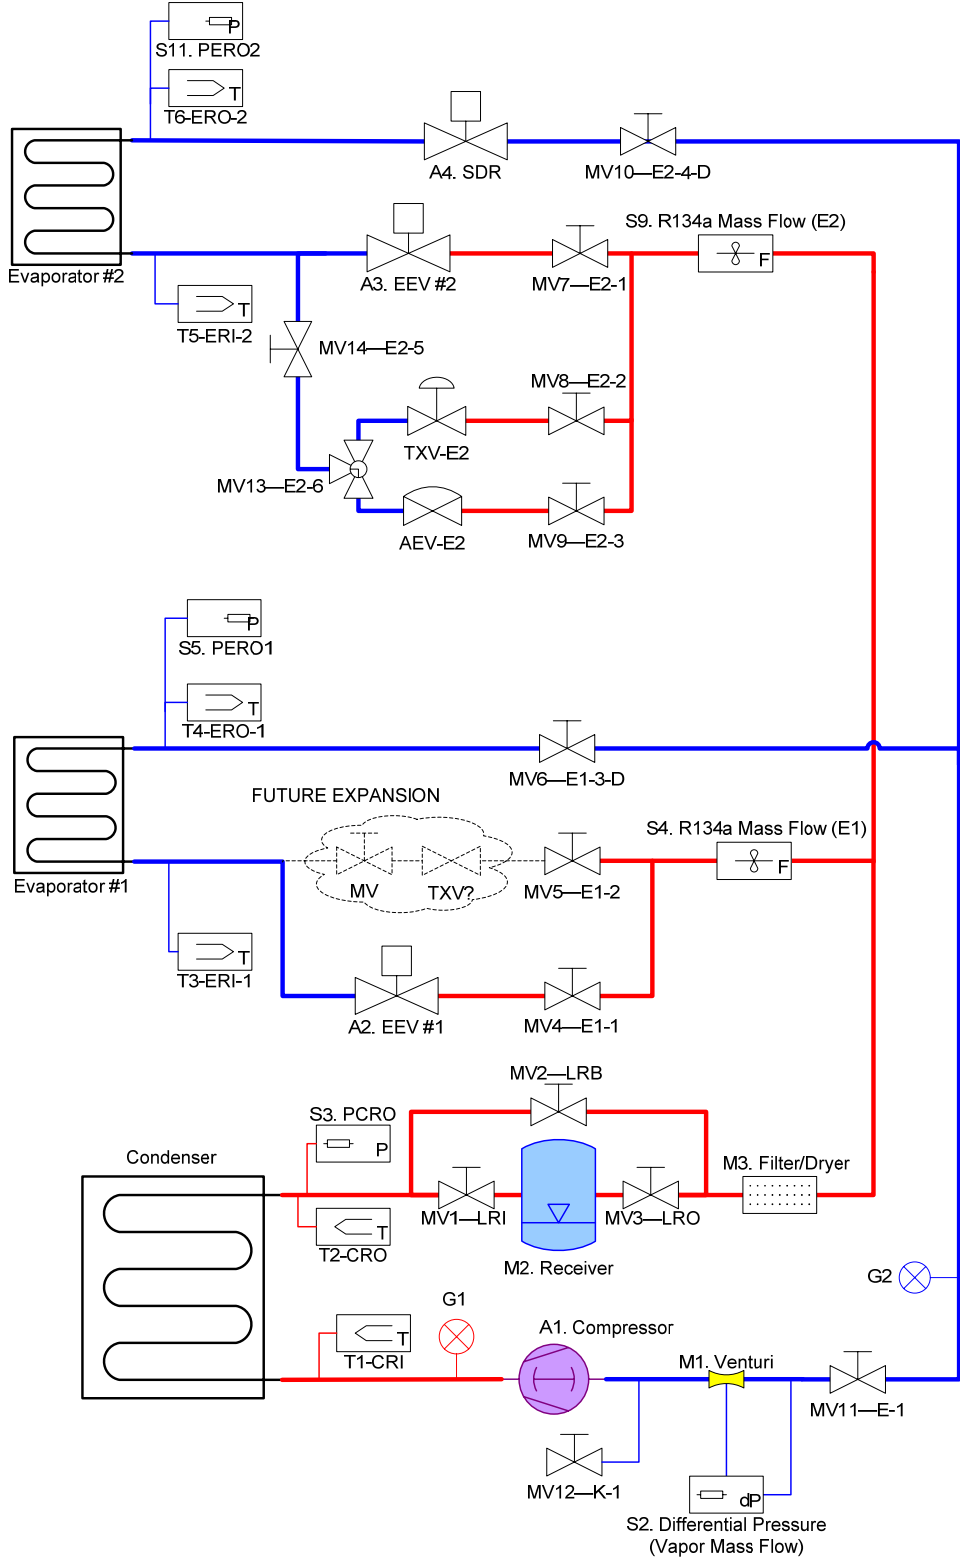 P
S11. PERO2
T
T6-ERO-2
A4. SDR
MV10—E2-4-D
Evaporator #2
S9. R134a Mass Flow (E2)
F
A3. EEV #2
MV7—E2-1
T
T5-ERI-2
MV14—E2-5
MV8—E2-2
TXV-E2
MV13—E2-6
AEV-E2
MV9—E2-3
P
S5. PERO1
T
T4-ERO-1
MV6—E1-3-D
FUTURE EXPANSION
S4. R134a Mass Flow (E1)
F
Evaporator #1
MV
TXV?
MV5—E1-2
T
T3-ERI-1
A2. EEV #1
MV4—E1-1
MV2—LRB
S3. PCRO
P
Condenser
M3. Filter/Dryer
MV1—LRI
MV3—LRO
T
T2-CRO
M2. Receiver
G2
G1
A1. Compressor
T
T1-CRI
M1. Venturi
MV11—E-1
MV12—K-1
dP
S2. Differential Pressure
(Vapor Mass Flow)